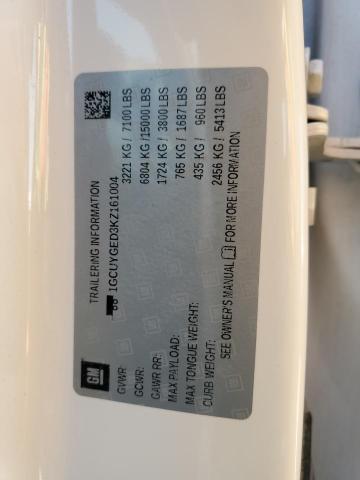 GM
TRAILERING INFORMATION
1GCUYGED3KZ161004
GVWR: 3221 KG / 7100 LBS
GCWR: 6804 KG / 15000 LBS
GAWR RR: 1724 KG / 3800 LBS
MAX PAYLOAD: 765 KG / 1687 LBS
MAX TONGUE WEIGHT: 435 KG / 960 LBS
CURB WEIGHT: 2456 KG / 5413 LBS
SEE OWNER'S MANUAL FOR MORE INFORMATION